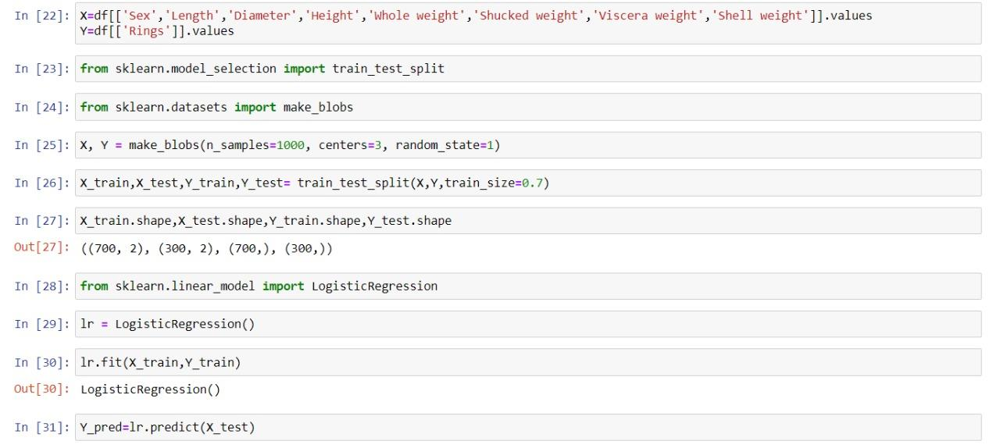 In [22]: X=df[['Sex','Length','Diameter','Height','Whole weight','Shucked weight','Viscera weight','Shell weight']].values
Y=df[['Rings']].values
In [23]: from sklearn.model_selection import train_test_split
In [24]: from sklearn.datasets import make_blobs
In [25]: X, Y = make_blobs(n_samples=1000, centers=3, random_state=1)
In [26]: X_train,X_test,Y_train,Y_test= train_test_split(X,Y,train_size=0.7)
In [27]: X_train.shape,X_test.shape,Y_train.shape,Y_test.shape
Out[27]: ((700, 2), (300, 2), (700,), (300,))
In [28]: from sklearn.linear_model import LogisticRegression
In [29]: lr = LogisticRegression()
In [30]: lr.fit(X_train,Y_train)
Out[30]: LogisticRegression()
In [31]: Y_pred=lr.predict(X_test)